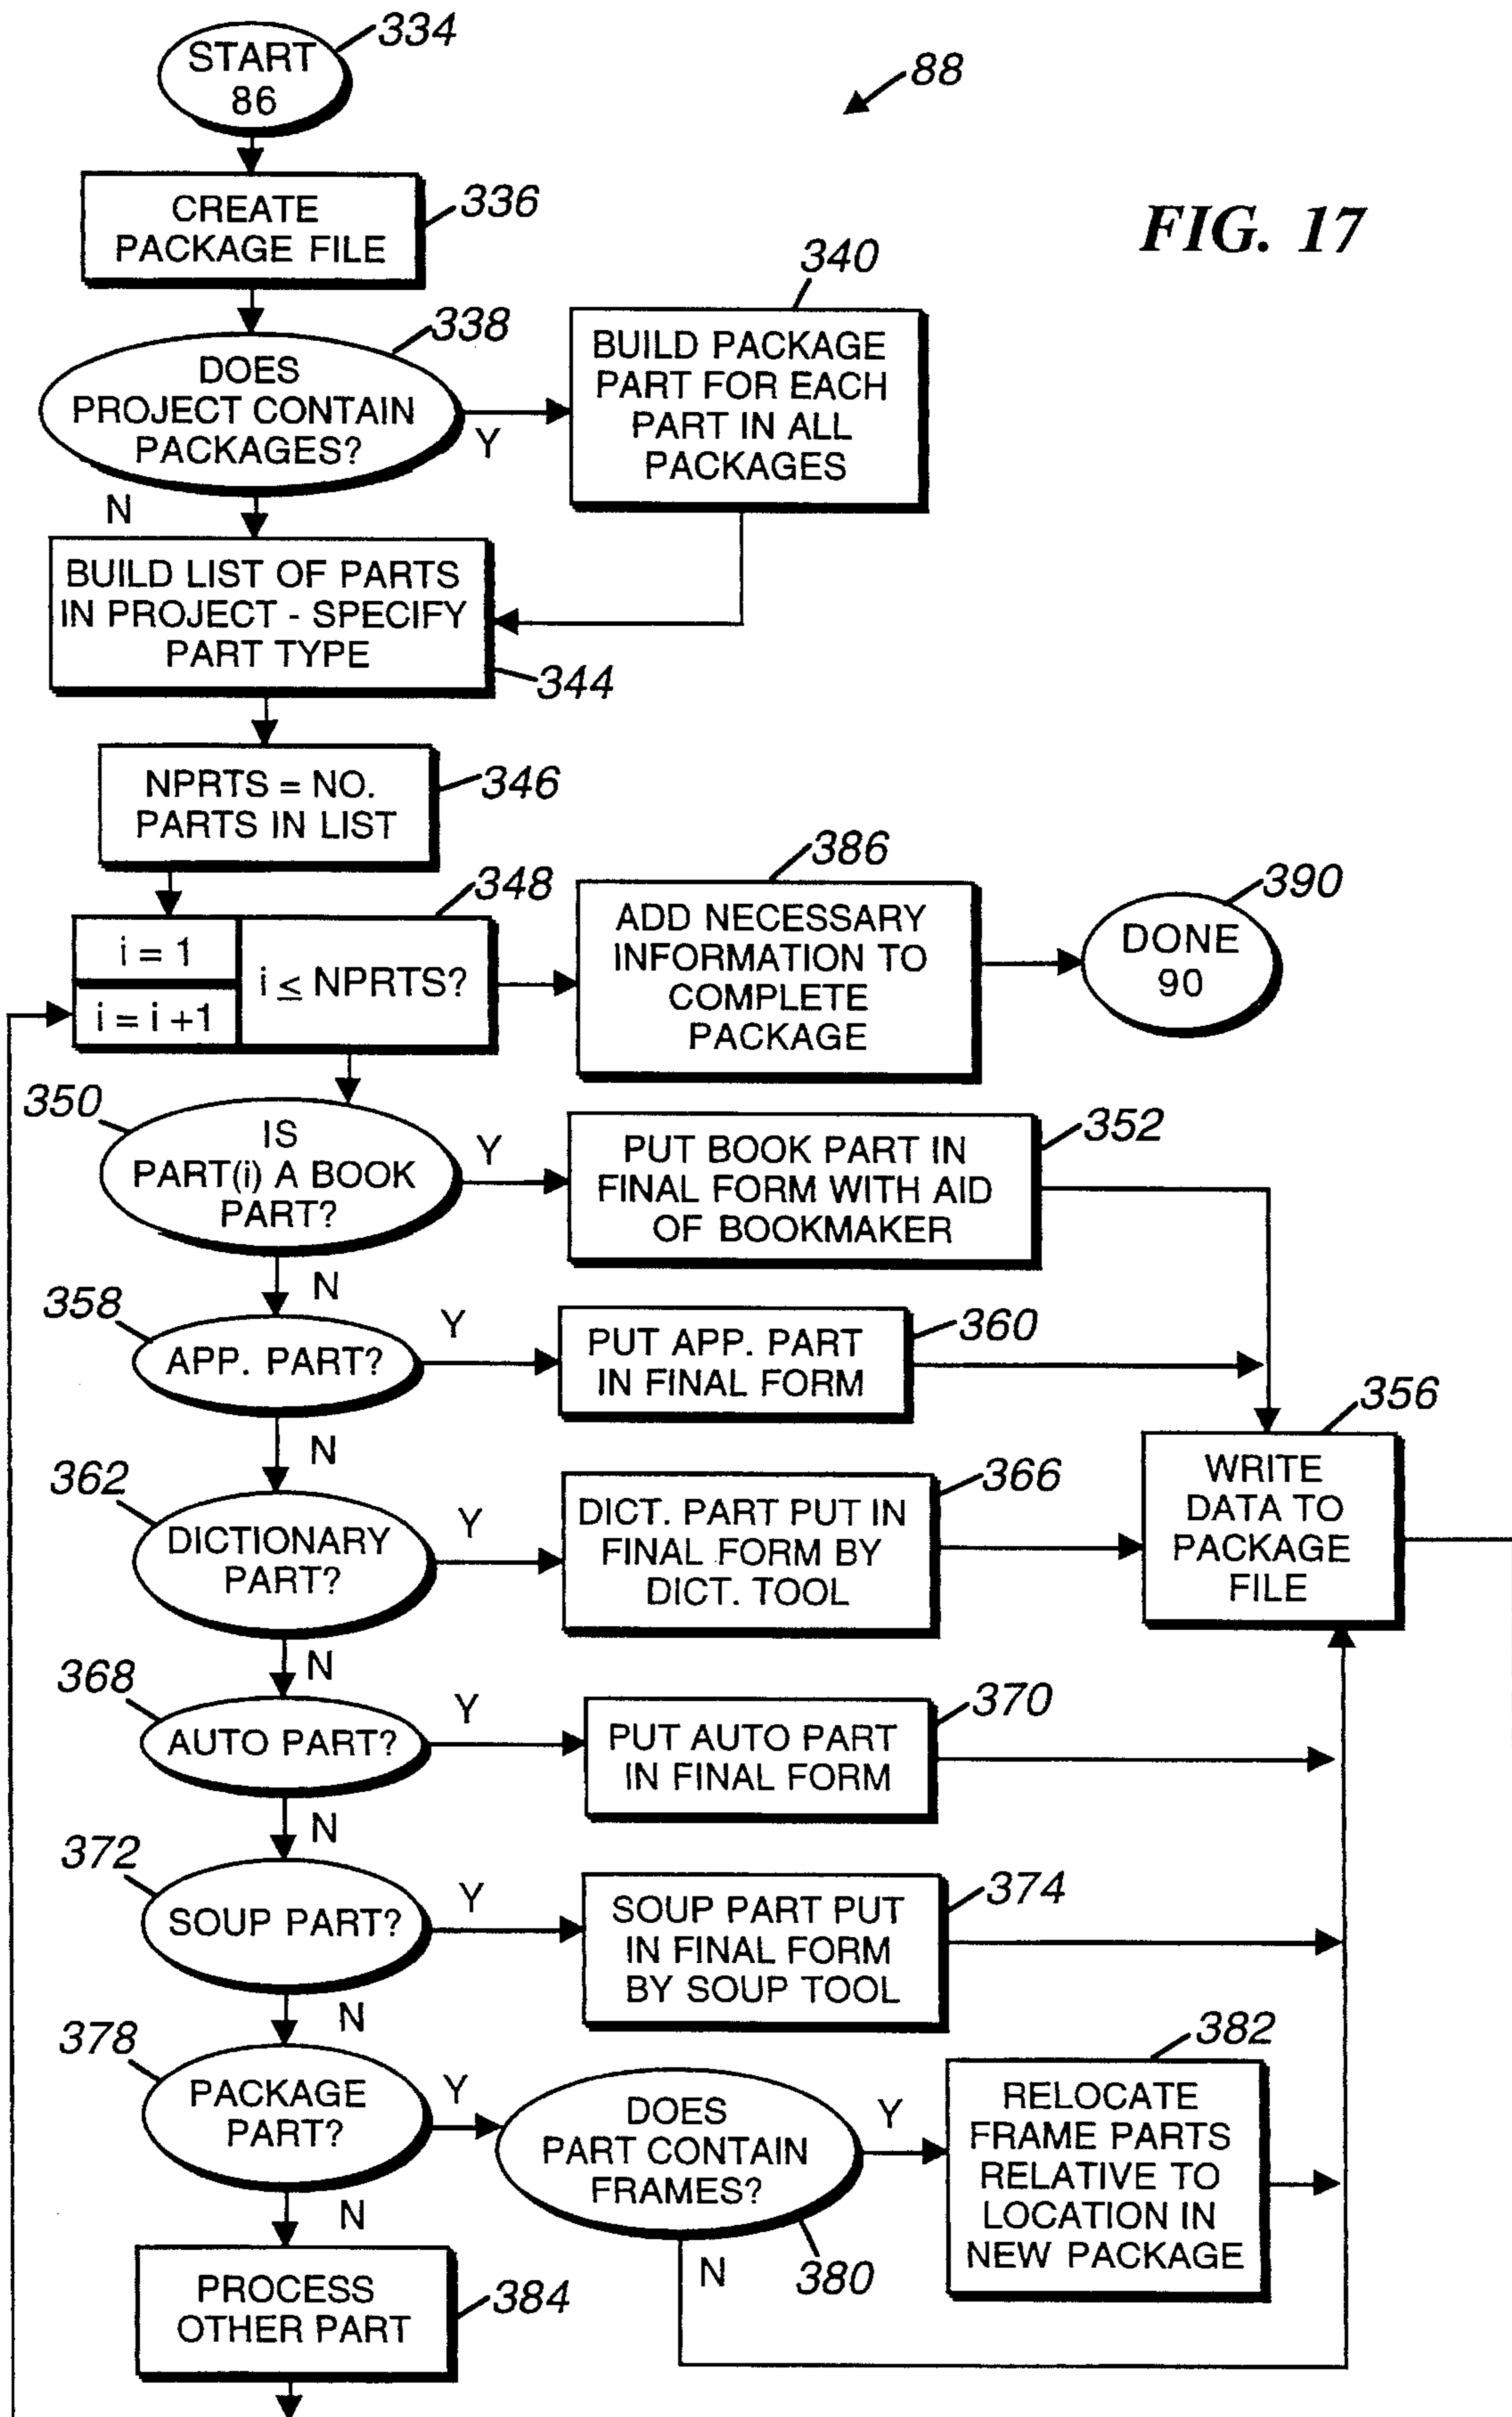 334
START
86
88
FIG. 17
CREATE
PACKAGE FILE
336
338
DOES
PROJECT CONTAIN
PACKAGES?
Y
N
340
BUILD PACKAGE
PART FOR EACH
PART IN ALL
PACKAGES
BUILD LIST OF PARTS
IN PROJECT - SPECIFY
PART TYPE
344
NPRTS = NO.
PARTS IN LIST
346
348
i = 1
i = i +1
i ≤ NPRTS?
386
ADD NECESSARY
INFORMATION TO
COMPLETE
PACKAGE
390
DONE
90
350
IS
PART(i) A BOOK
PART?
Y
N
352
PUT BOOK PART IN
FINAL FORM WITH AID
OF BOOKMAKER
358
APP. PART?
Y
N
360
PUT APP. PART
IN FINAL FORM
356
WRITE
DATA TO
PACKAGE
FILE
362
DICTIONARY
PART?
Y
N
366
DICT. PART PUT IN
FINAL FORM BY
DICT. TOOL
368
AUTO PART?
Y
N
370
PUT AUTO PART
IN FINAL FORM
372
SOUP PART?
Y
N
374
SOUP PART PUT
IN FINAL FORM
BY SOUP TOOL
378
PACKAGE
PART?
Y
N
DOES
PART CONTAIN
FRAMES?
380
Y
N
382
RELOCATE
FRAME PARTS
RELATIVE TO
LOCATION IN
NEW PACKAGE
PROCESS
OTHER PART
384